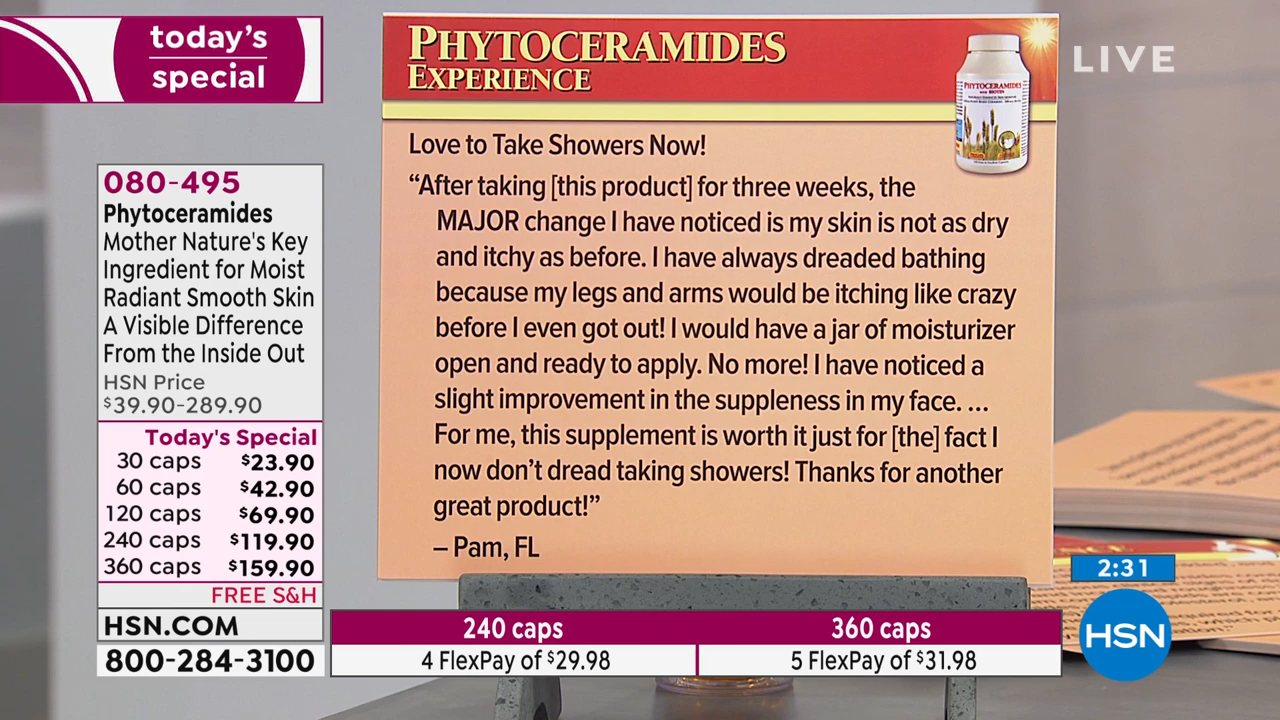 today's
special
080-495
Phytoceramides
Mother Nature's Key
Ingredient for Moist
Radiant Smooth Skin
A Visible Difference
From the Inside Out
HSN Price
$39.90-289.90
Today's Special
30 caps $23.90
60 caps $42.90
120 caps $69.90
240 caps $119.90
360 caps $159.90
FREE S&H
HSN.COM
800-284-3100
PHYTOCERAMIDES
EXPERIENCE
PHYTOCERAMIDES
with BIOTIN
LIVE
Love to Take Showers Now!
“After taking [this product] for three weeks, the
MAJOR change I have noticed is my skin is not as dry
and itchy as before. I have always dreaded bathing
because my legs and arms would be itching like crazy
before I even got out! I would have a jar of moisturizer
open and ready to apply. No more! I have noticed a
slight improvement in the suppleness in my face. ...
For me, this supplement is worth it just for [the] fact I
now don't dread taking showers! Thanks for another
great product!”
– Pam, FL
2:31
HSN
240 caps 360 caps
4 FlexPay of $29.98 5 FlexPay of $31.98